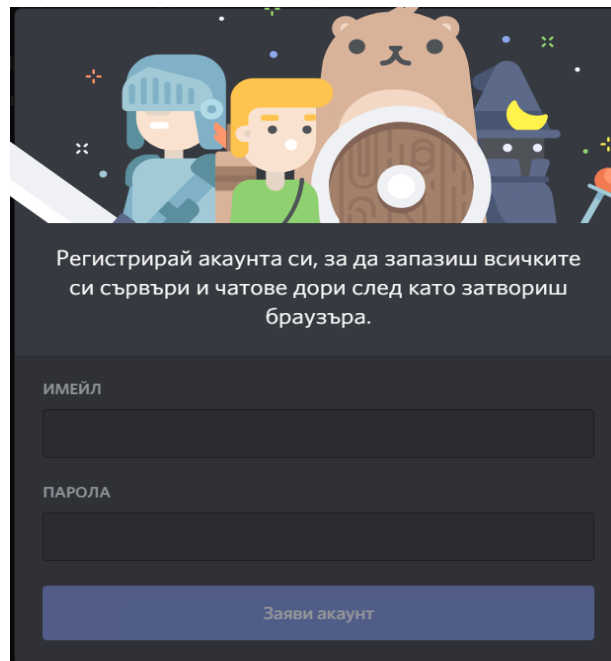 Регистрирай акаунта си, за да запазиш всичките
си сървъри и чатове дори след като затвориш
браузъра.
ИМЕЙЛ
ПАРОЛА
Заяви акаунт